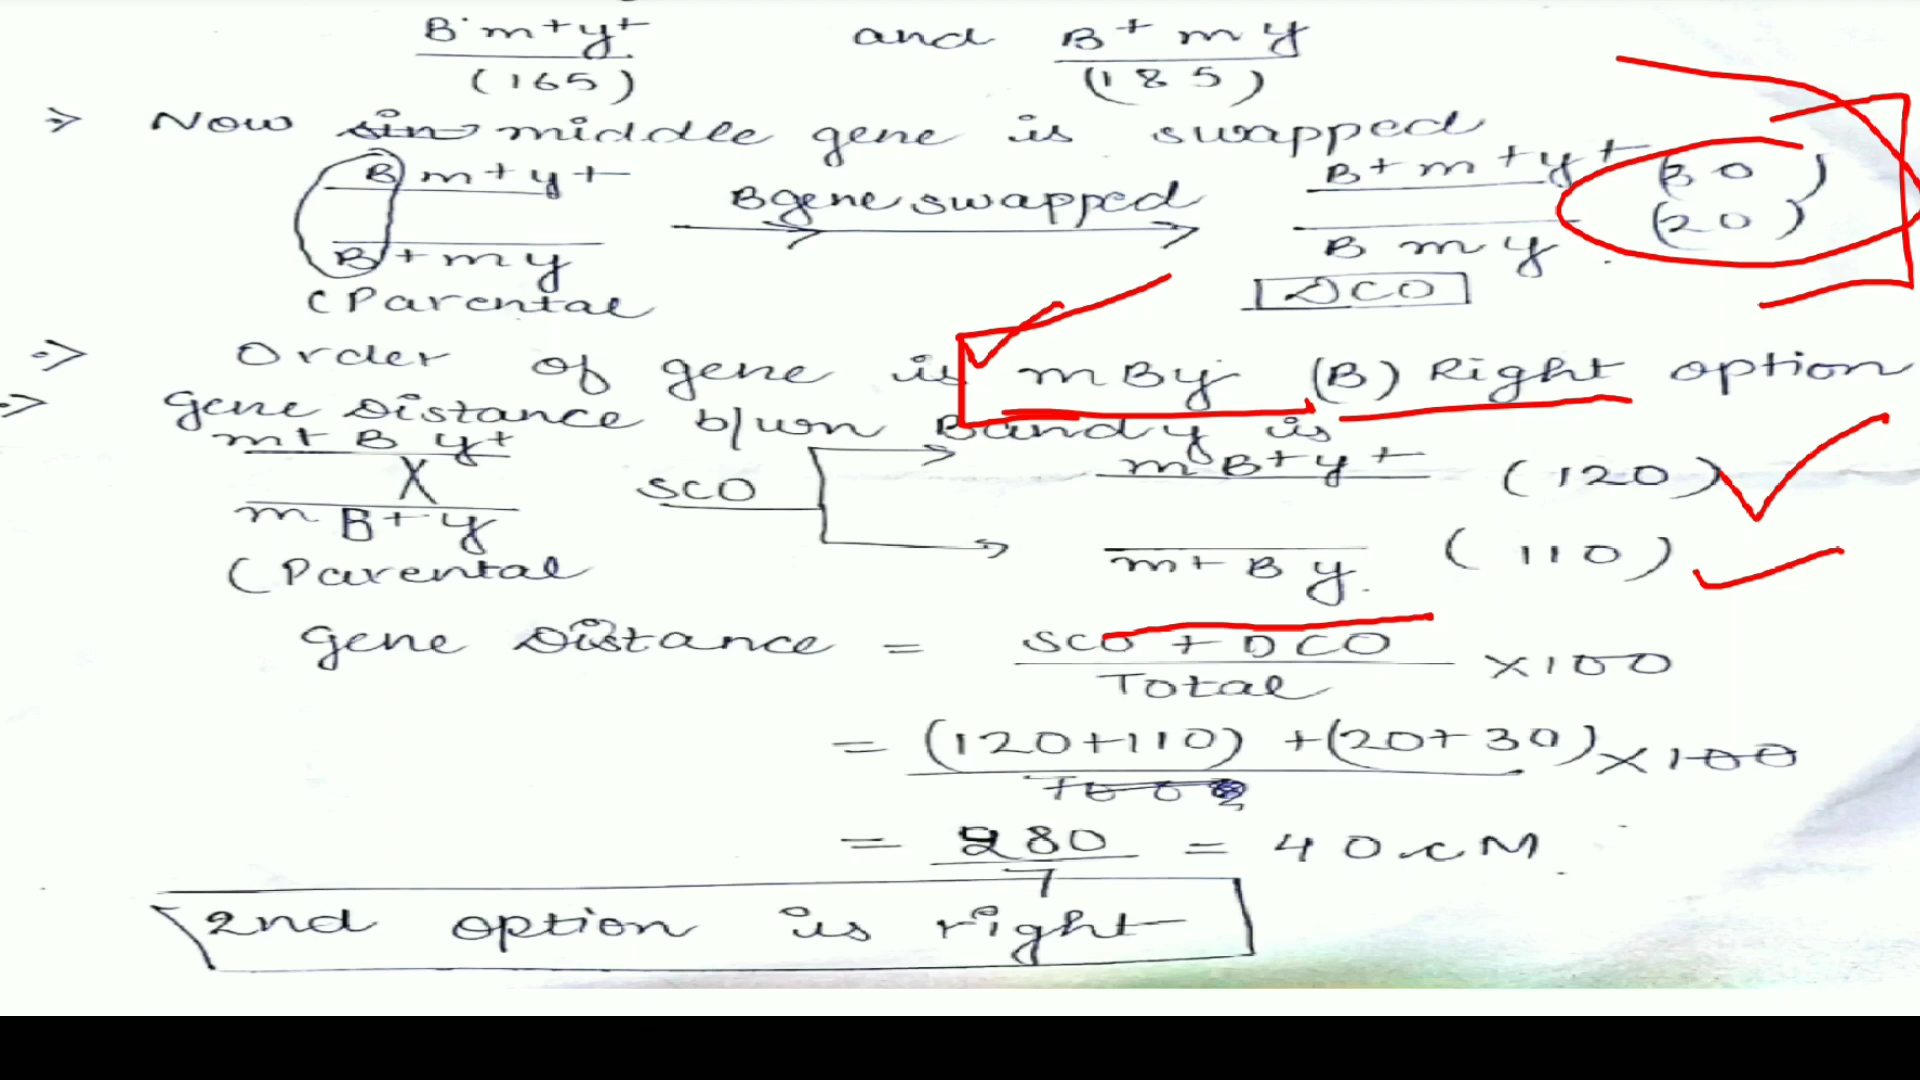 B m+y+ and B+ m y
(165) (185)
=> Now sin middle gene is swapped
B m+y+ B gene swapped B+ m+y+ (30)
B+ m y B m y (20)
(Parental DCO
=> Order of gene is mBy (B) Right option
=> Gene Distance b/wn B and y is
m+ B y+ SCO m B+ y+ (120)
X
m B+ y m+ B y. (110)
(Parental
Gene Distance = SCO + DCO / Total ×100
= (120+110) + (20+30) / ×100
= 280 / 7 = 40 cM.
2nd option is right